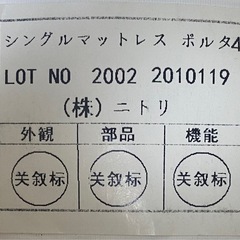 シングルマットレス ボルタ4
LOT NO 2002 2010119
(株)ニトリ
外観 部品 機能
关叙标 关叙标 关叙标